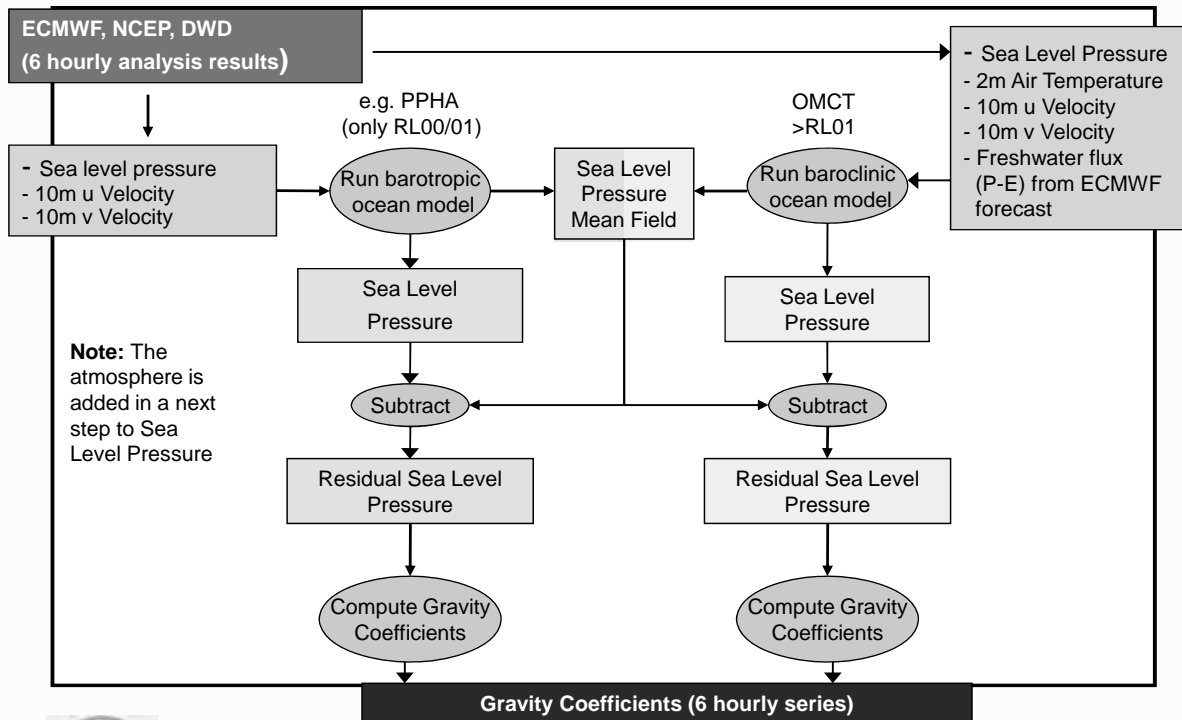 ECMWF, NCEP, DWD
(6 hourly analysis results)
- Sea level pressure
- 10m u Velocity
- 10m v Velocity
e.g. PPHA
(only RL00/01)
Run barotropic
ocean model
Sea Level
Pressure
Mean Field
OMCT
>RL01
Run baroclinic
ocean model
- Sea Level Pressure
- 2m Air Temperature
- 10m u Velocity
- 10m v Velocity
- Freshwater flux
(P-E) from ECMWF
forecast
Sea Level
Pressure
Sea Level
Pressure
Note: The
atmosphere is
added in a next
step to Sea
Level Pressure
Subtract
Subtract
Residual Sea Level
Pressure
Residual Sea Level
Pressure
Compute Gravity
Coefficients
Compute Gravity
Coefficients
Gravity Coefficients (6 hourly series)